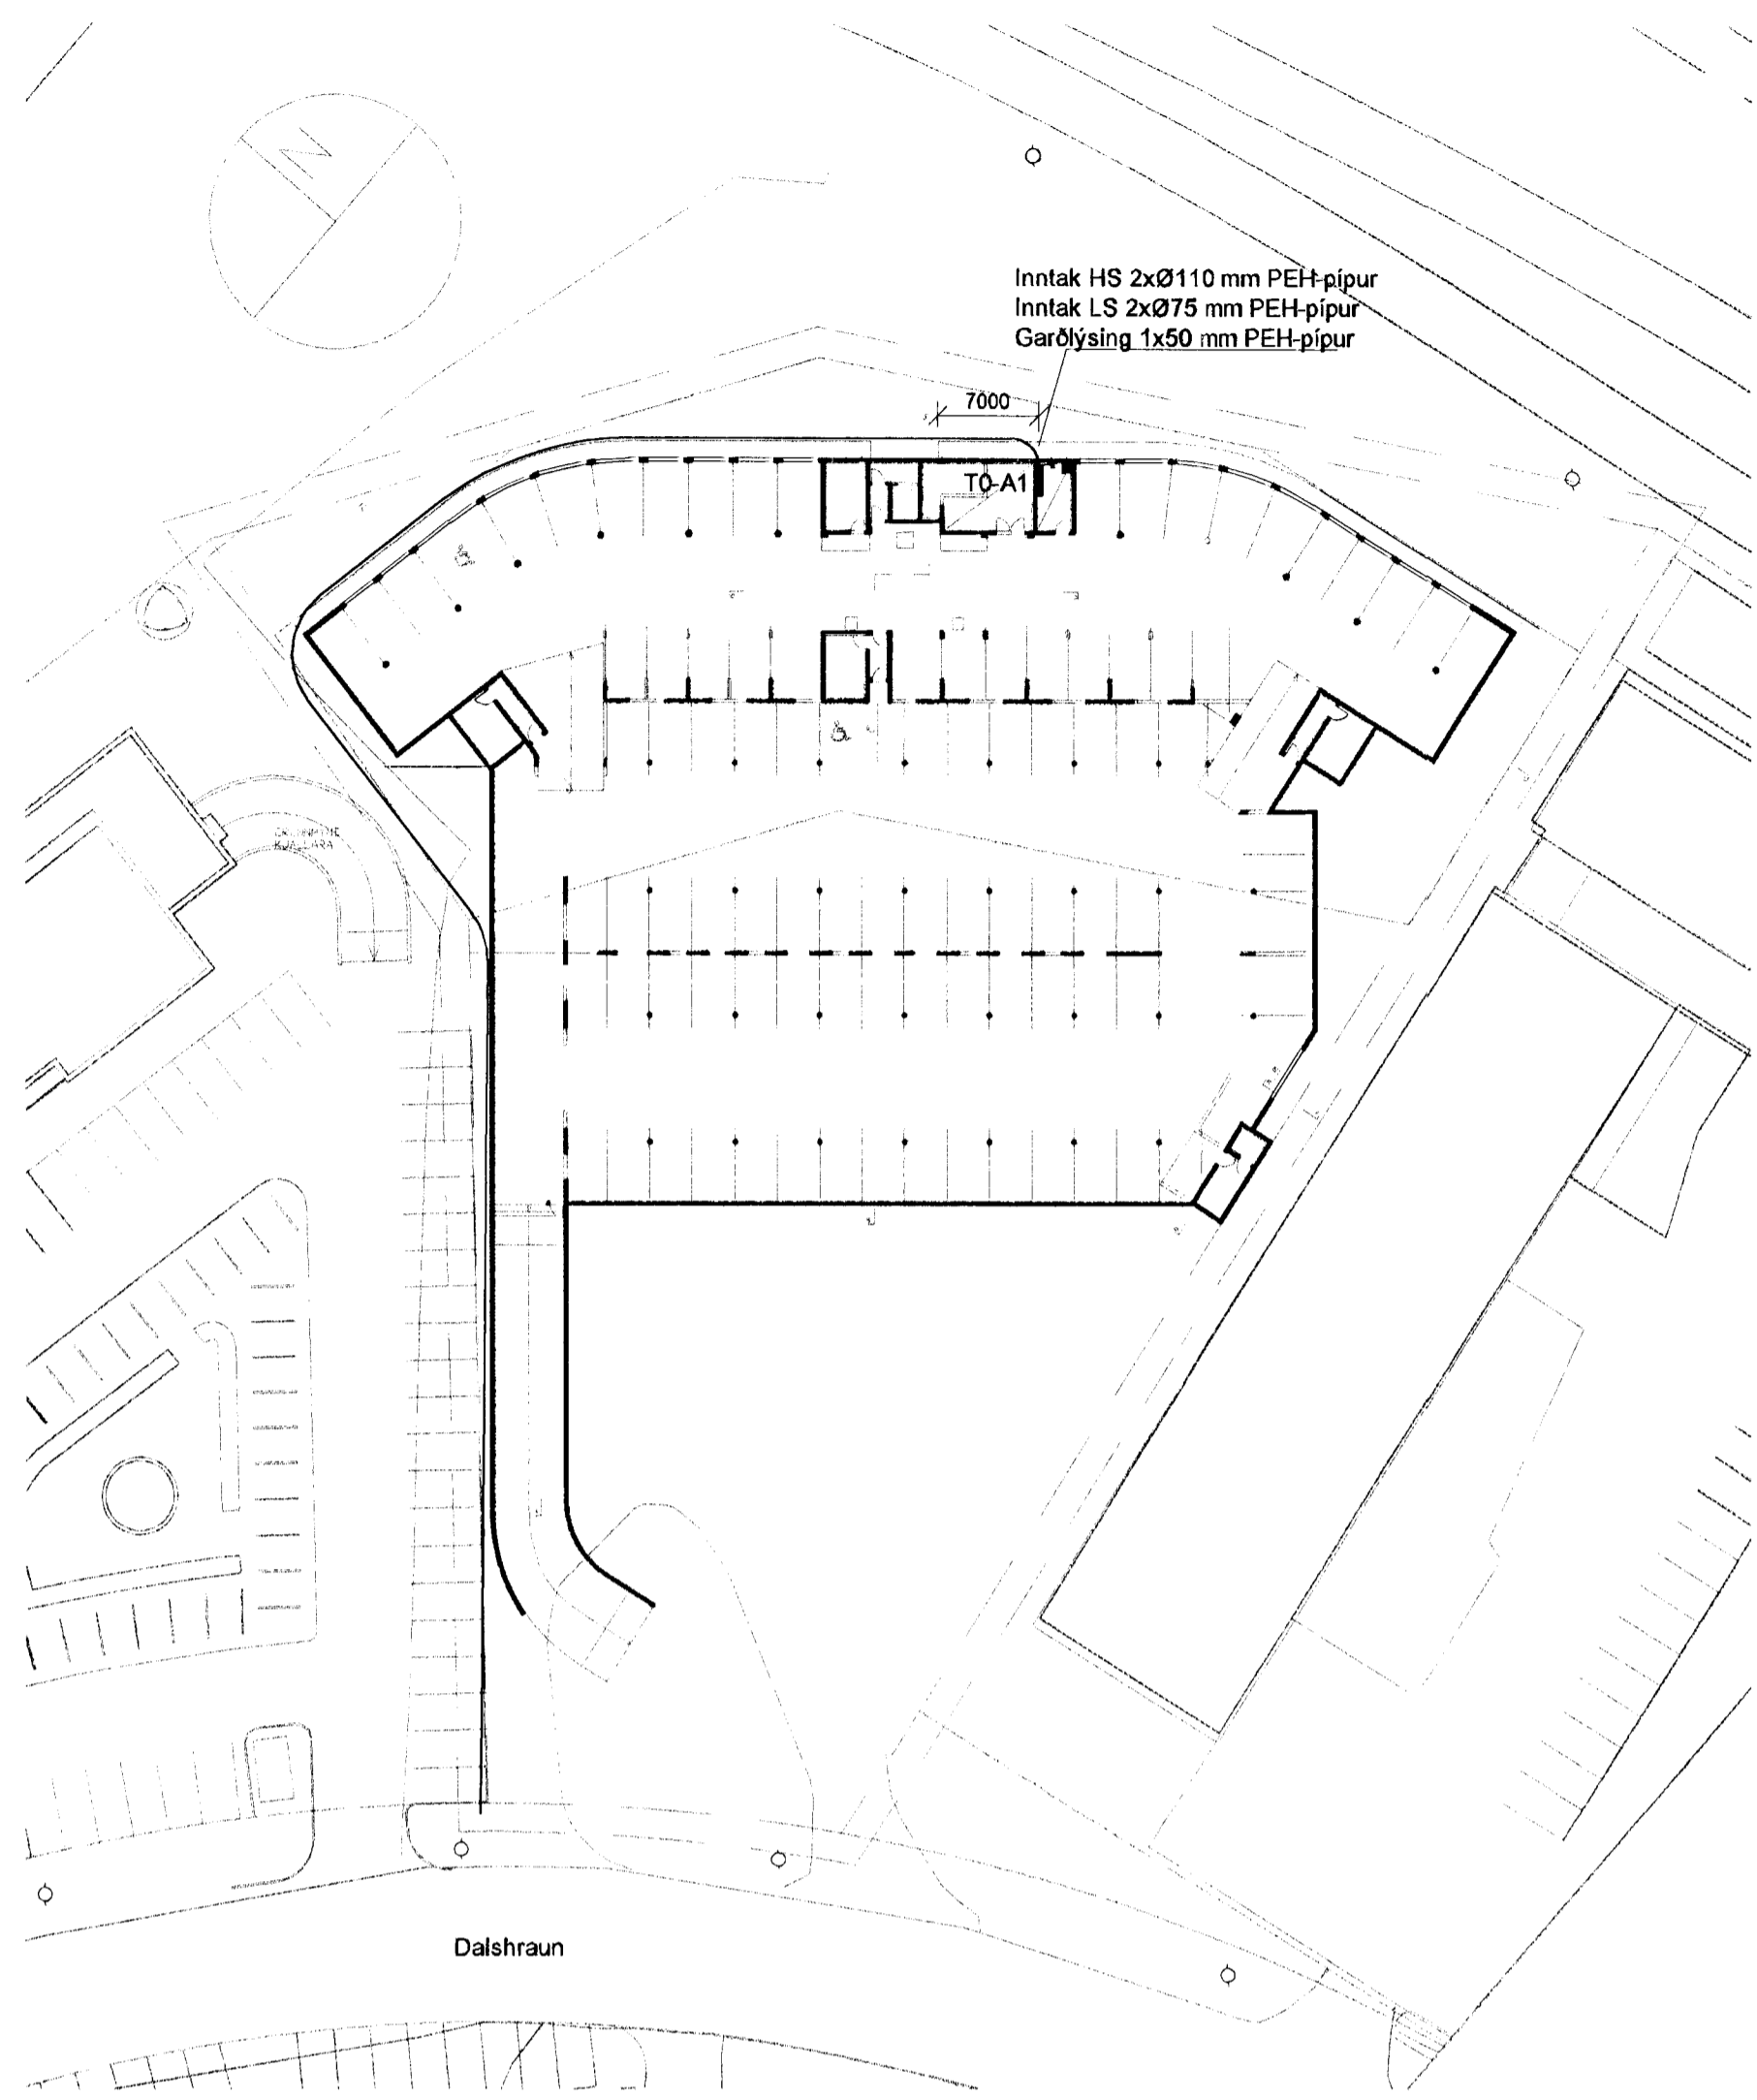 N
Inntak HS 2xØ110 mm PEH-pípur
Inntak LS 2xØ75 mm PEH-pípur
Garðlýsing 1x50 mm PEH-pípur
7000
T0-A1
KJALLARA
Dalshraun